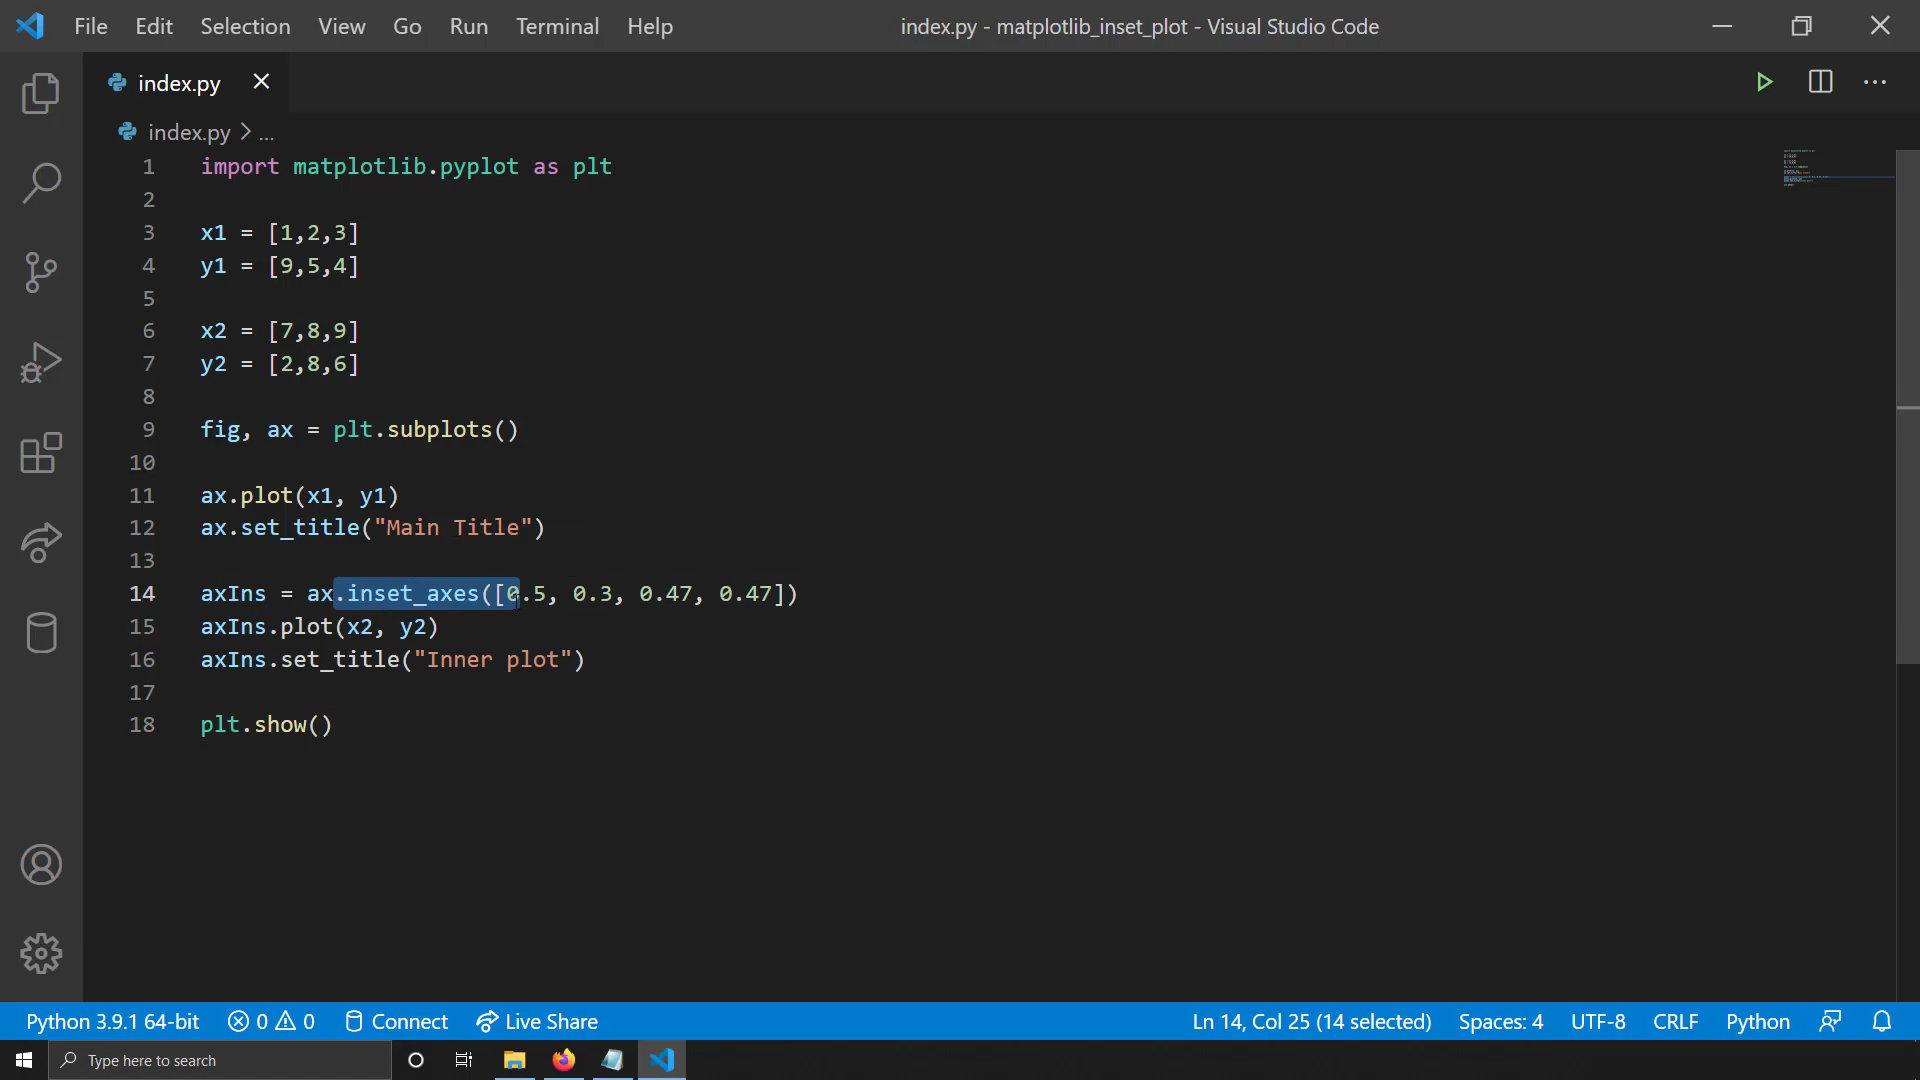 File Edit Selection View Go Run Terminal Help index.py - matplotlib_inset_plot - Visual Studio Code
index.py
index.py > ...
1 import matplotlib.pyplot as plt
2
3 x1 = [1,2,3]
4 y1 = [9,5,4]
5
6 x2 = [7,8,9]
7 y2 = [2,8,6]
8
9 fig, ax = plt.subplots()
10
11 ax.plot(x1, y1)
12 ax.set_title("Main Title")
13
14 axIns = ax.inset_axes([0.5, 0.3, 0.47, 0.47])
15 axIns.plot(x2, y2)
16 axIns.set_title("Inner plot")
17
18 plt.show()
Python 3.9.1 64-bit 0 0 Connect Live Share Ln 14, Col 25 (14 selected) Spaces: 4 UTF-8 CRLF Python
Type here to search